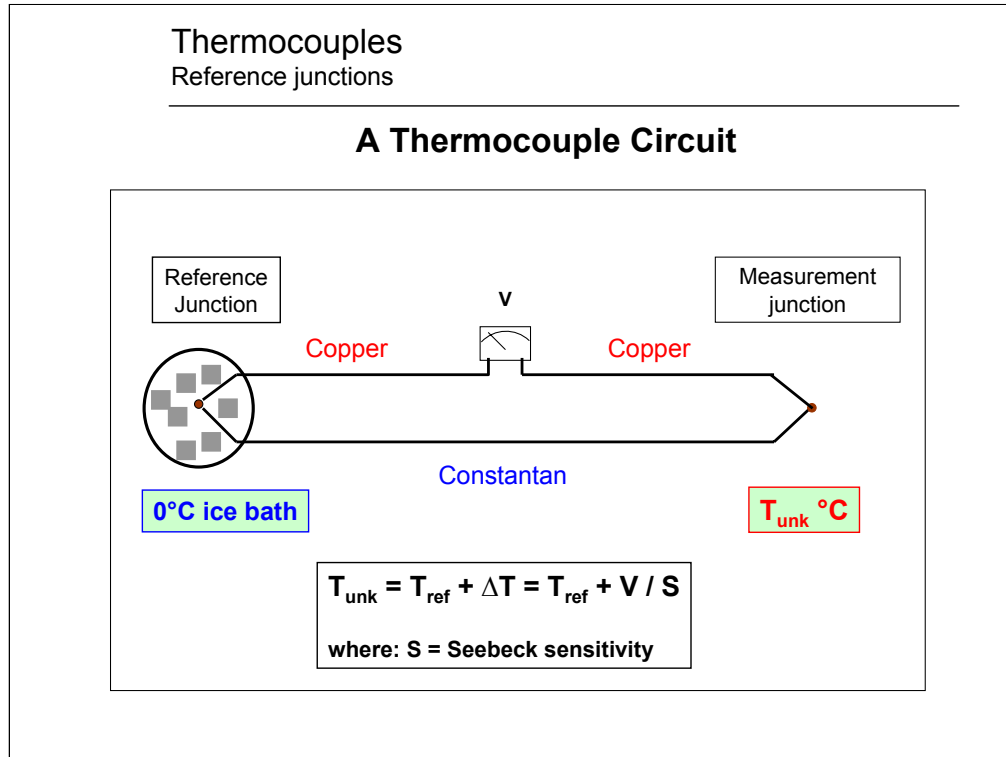 Thermocouples
Reference junctions
A Thermocouple Circuit
Reference
Junction
V
Measurement
junction
Copper
Copper
Constantan
0°C ice bath
Tunk °C
Tunk = Tref + ∆T = Tref + V / S
where: S = Seebeck sensitivity